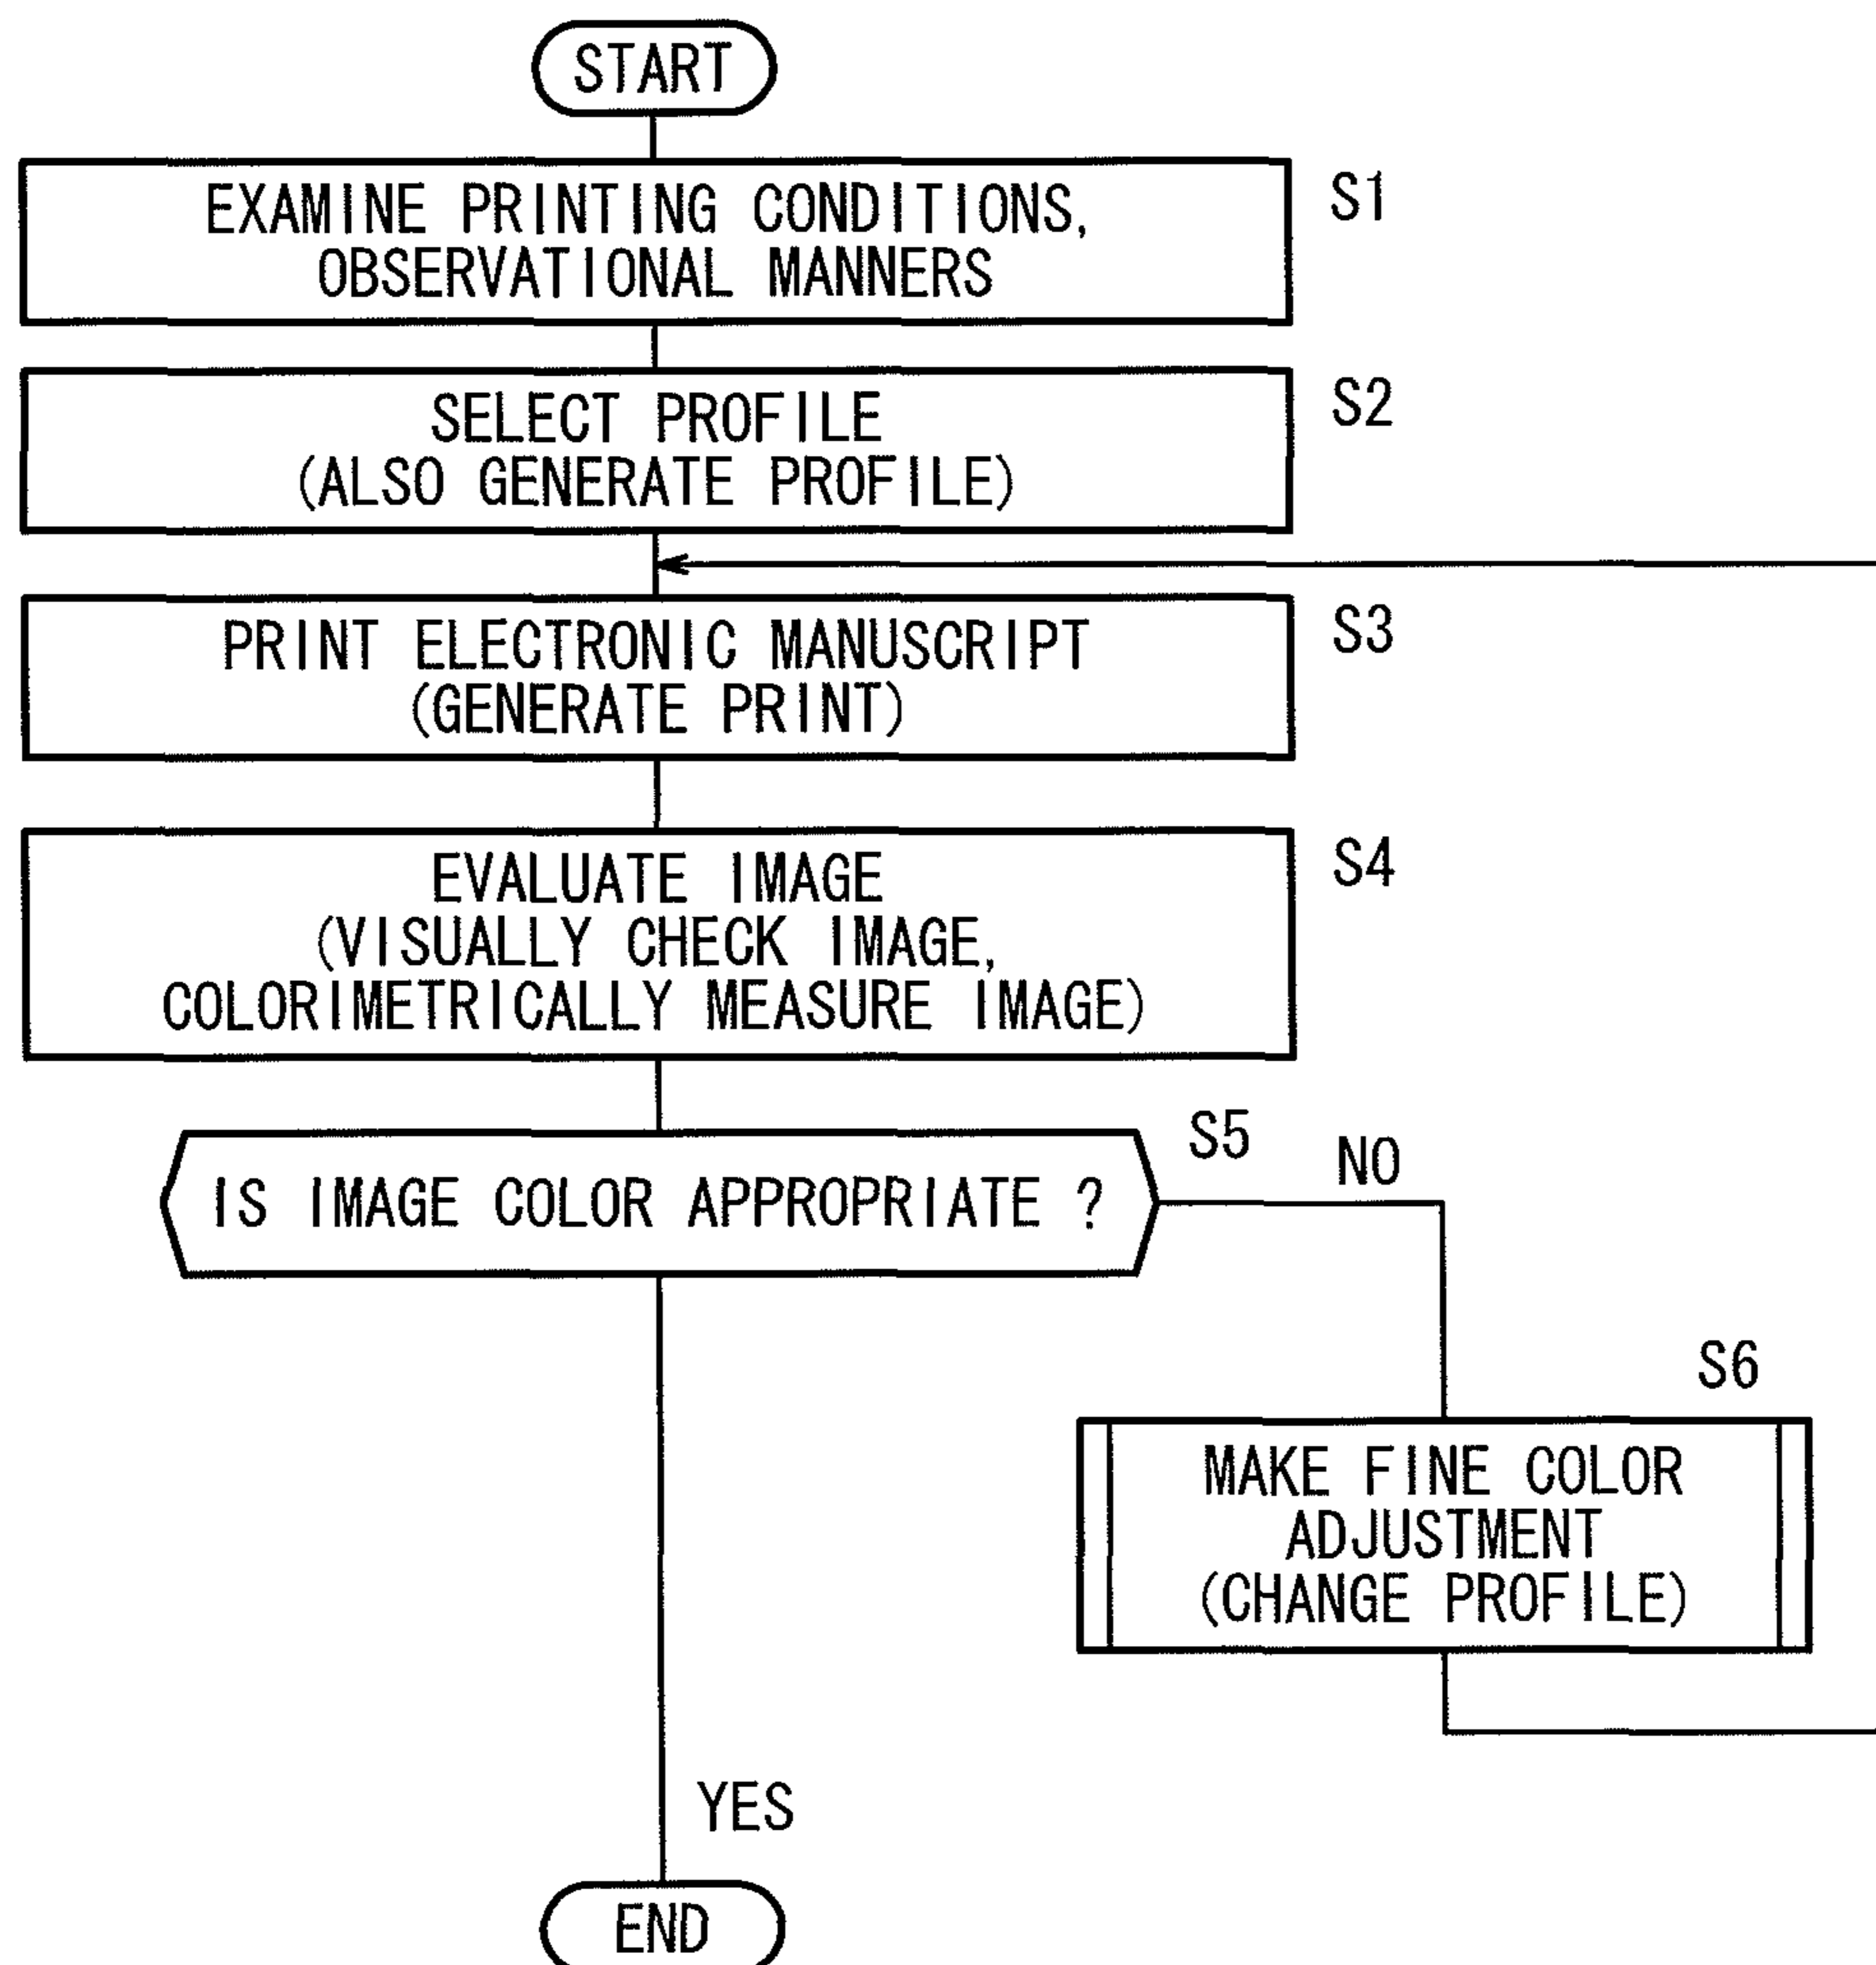 START
EXAMINE PRINTING CONDITIONS,
OBSERVATIONAL MANNERS
S1
SELECT PROFILE
(ALSO GENERATE PROFILE)
S2
PRINT ELECTRONIC MANUSCRIPT
(GENERATE PRINT)
S3
EVALUATE IMAGE
(VISUALLY CHECK IMAGE,
COLORIMETRICALLY MEASURE IMAGE)
S4
IS IMAGE COLOR APPROPRIATE ?
S5
NO
S6
MAKE FINE COLOR
ADJUSTMENT
(CHANGE PROFILE)
YES
END